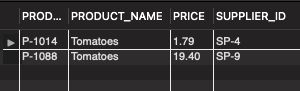 PROD... PRODUCT_NAME PRICE SUPPLIER_ID
P-1014 Tomatoes 1.79 SP-4
P-1088 Tomatoes 19.40 SP-9